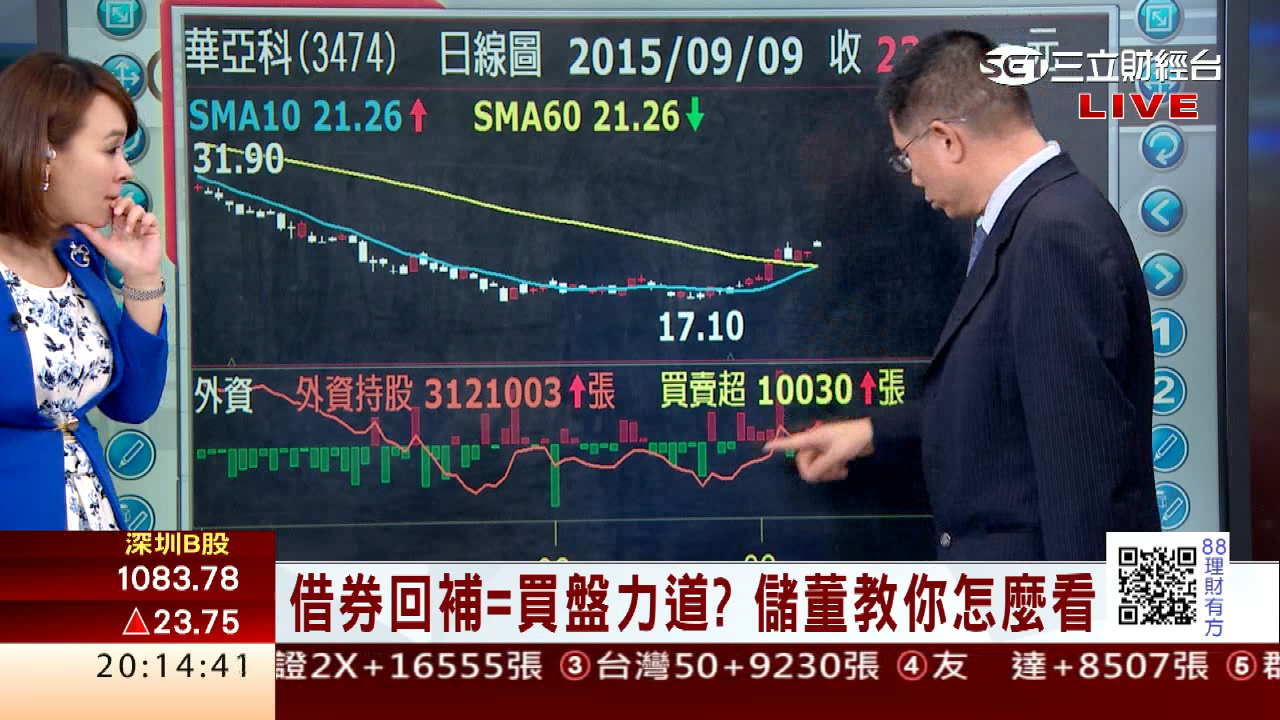 華亞科(3474) 日線圖 2015/09/09 收
SETI三立財經台
LIVE
SMA10 21.26↑ SMA60 21.26↓
31.90
17.10
外資 外資持股 3121003↑張 買賣超 10030↑張
深圳B股
1083.78
▲23.75
借券回補=買盤力道? 儲董教你怎麼看
88理財有方
20:14:41
證2X+16555張 ③台灣50+9230張 ④友 達+8507張 ⑤群